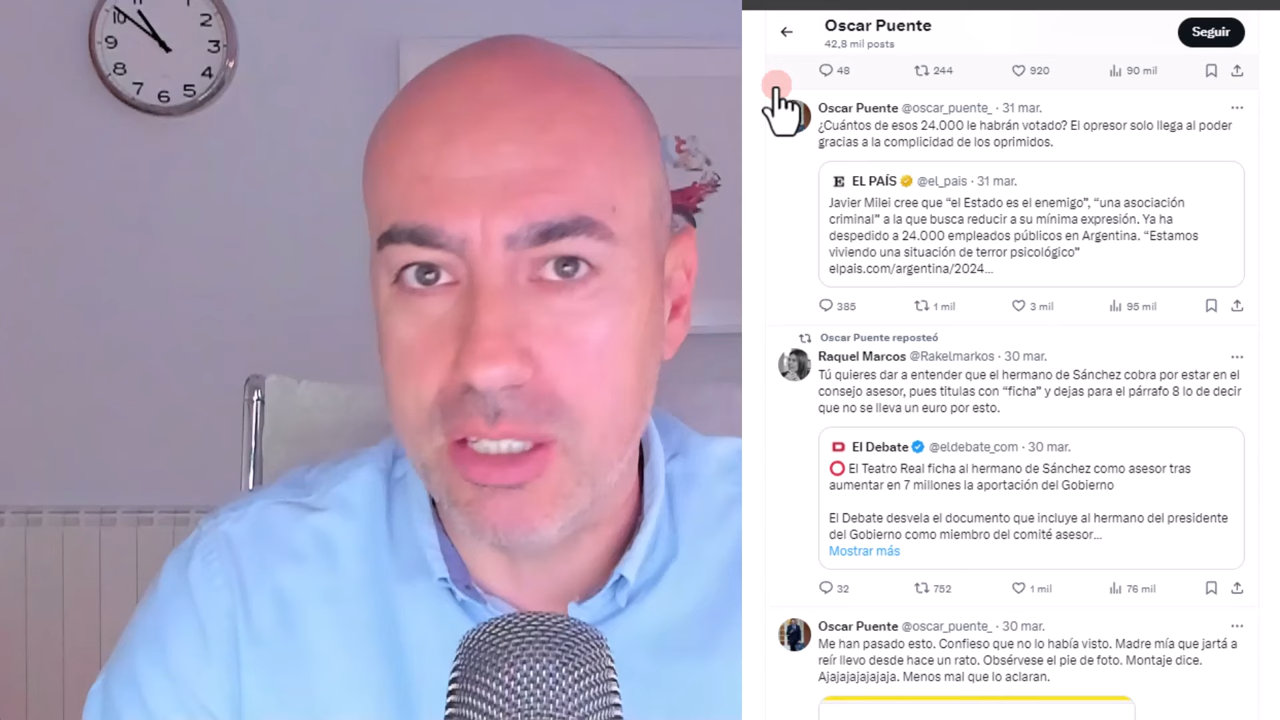 10
2
9
3
8
4
7
6
5
Oscar Puente
42,8 mil posts
Seguir
48
244
920
90 mil
Oscar Puente @oscar_puente_ · 31 mar.
¿Cuántos de esos 24.000 le habrán votado? El opresor solo llega al poder
gracias a la complicidad de los oprimidos.
EL PAÍS @el_pais · 31 mar.
Javier Milei cree que “el Estado es el enemigo”, “una asociación
criminal” a la que busca reducir a su mínima expresión. Ya ha
despedido a 24.000 empleados públicos en Argentina. “Estamos
viviendo una situación de terror psicológico”
elpais.com/argentina/2024...
385
1 mil
3 mil
95 mil
Oscar Puente reposteó
Raquel Marcos @Rakelmarkos · 30 mar.
Tú quieres dar a entender que el hermano de Sánchez cobra por estar en el
consejo asesor, pues titulas con “ficha” y dejas para el párrafo 8 lo de decir
que no se lleva un euro por esto.
El Debate @eldebate_com · 30 mar.
El Teatro Real ficha al hermano de Sánchez como asesor tras
aumentar en 7 millones la aportación del Gobierno
El Debate desvela el documento que incluye al hermano del presidente
del Gobierno como miembro del comité asesor...
Mostrar más
32
752
1 mil
76 mil
Oscar Puente @oscar_puente_ · 30 mar.
Me han pasado esto. Confieso que no lo había visto. Madre mía que jartá a
reír llevo desde hace un rato. Obsérvese el pie de foto. Montaje dice.
Ajajajajajaja. Menos mal que lo aclaran.